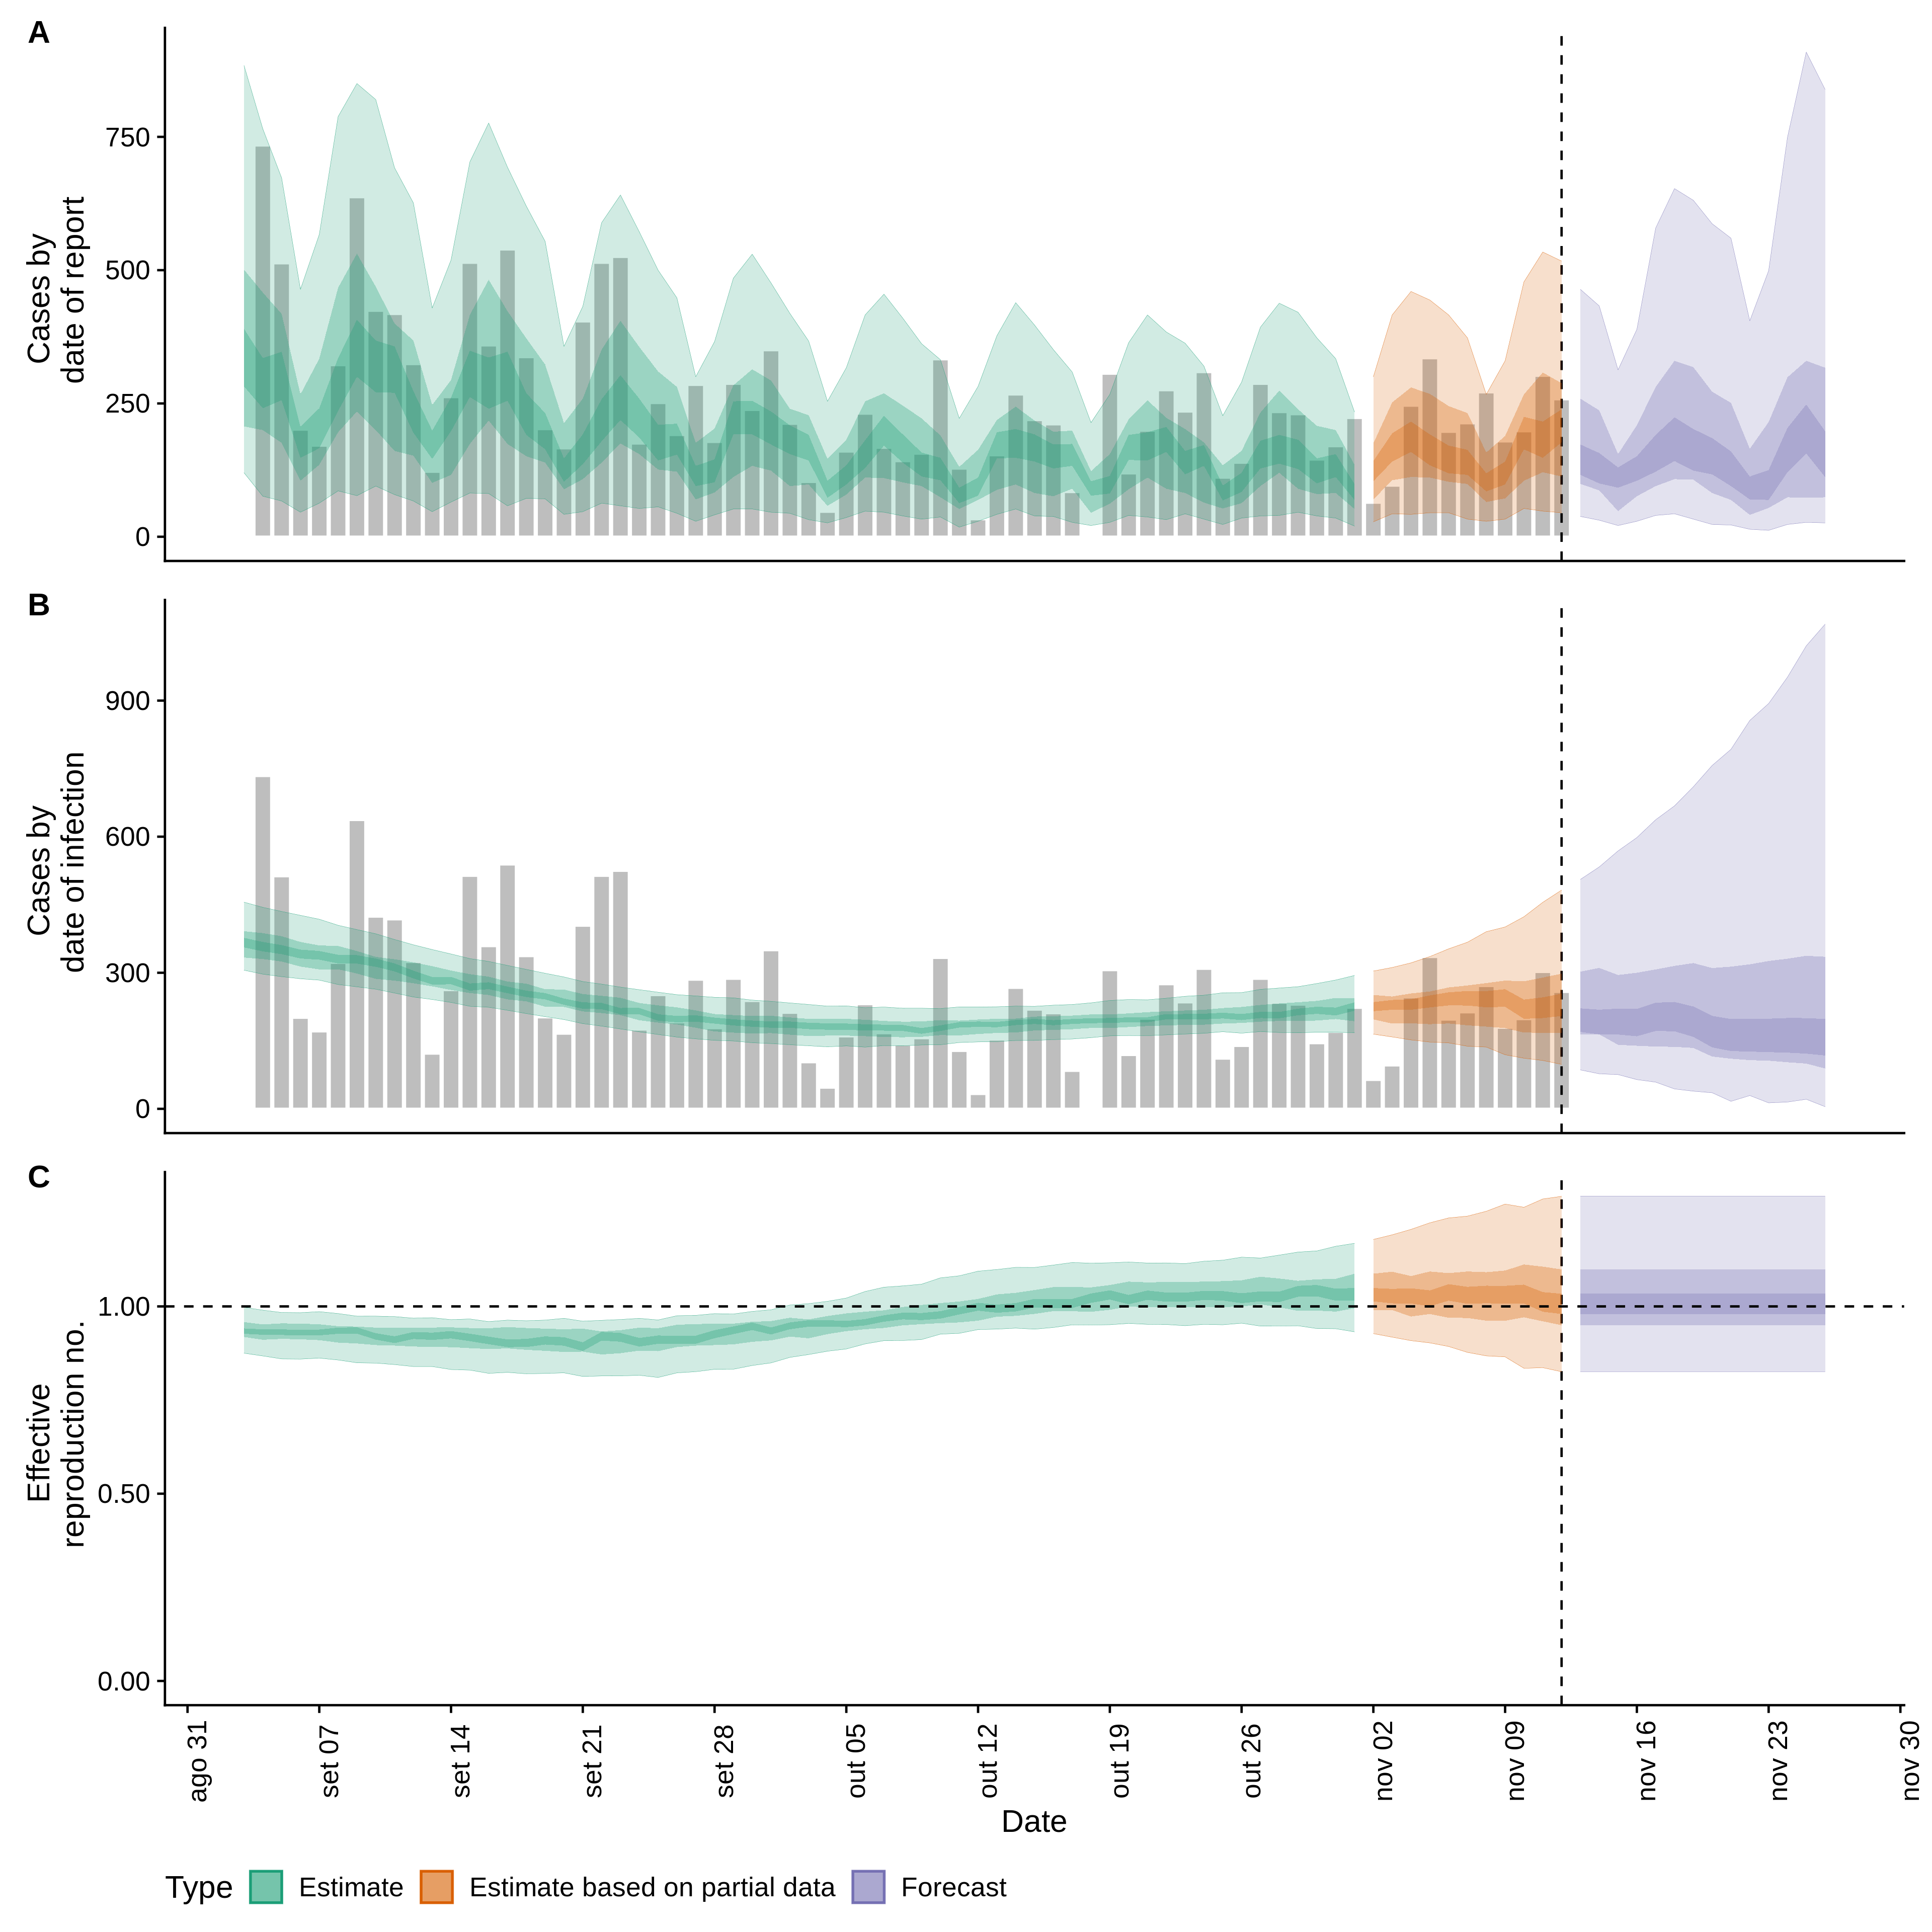 A
Cases by
date of report
750
500
250
0
B
Cases by
date of infection
900
600
300
0
C
Effective
reproduction no.
1.00
0.50
0.00
ago 31
set 07
set 14
set 21
set 28
out 05
out 12
out 19
out 26
nov 02
nov 09
nov 16
nov 23
nov 30
Date
Type
Estimate
Estimate based on partial data
Forecast